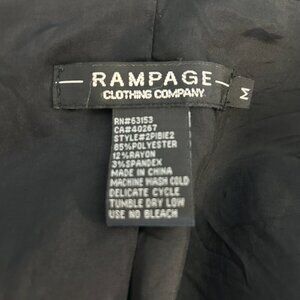 RAMPAGE
CLOTHING COMPANY
M
RN#63153
CA#40267
STYLE#2PIBIE2
85%POLYESTER
12%RAYON
3%SPANDEX
MADE IN CHINA
MACHINE WASH COLD
DELICATE CYCLE
TUMBLE DRY LOW
USE NO BLEACH